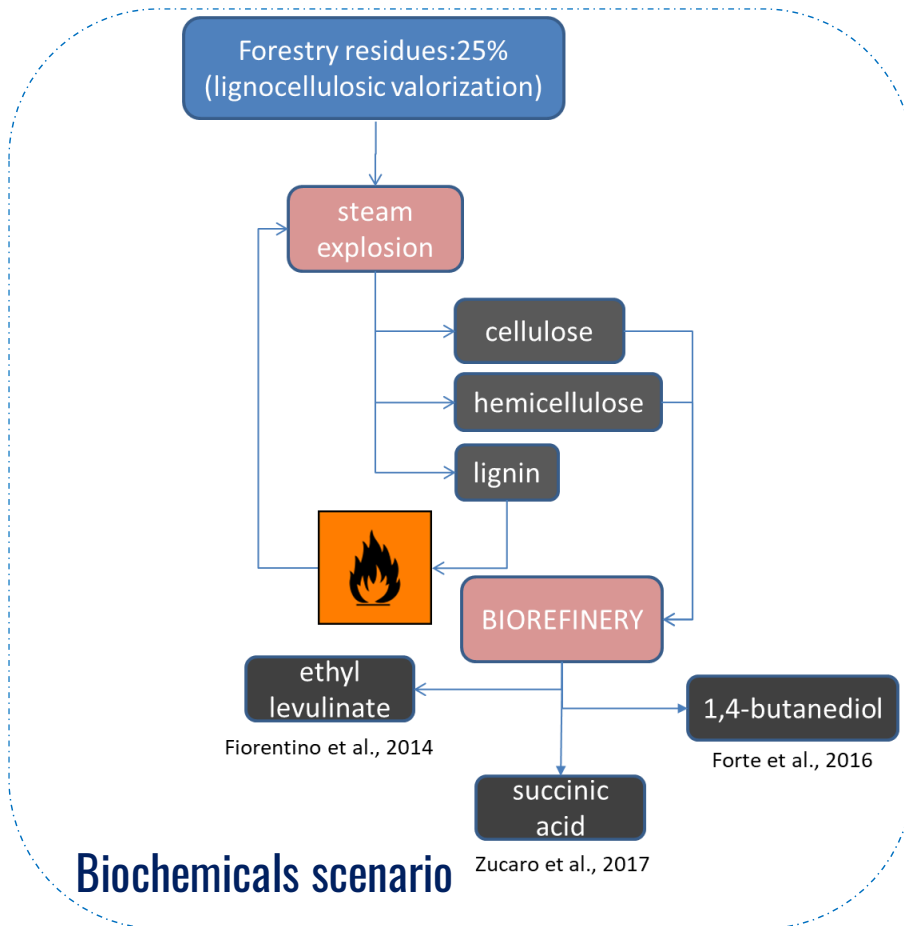 Forestry residues:25%
(lignocellulosic valorization)
steam
explosion
cellulose
hemicellulose
lignin
BIOREFINERY
ethyl
levulinate
Fiorentino et al., 2014
1,4-butanediol
Forte et al., 2016
succinic
acid
Zucaro et al., 2017
Biochemicals scenario